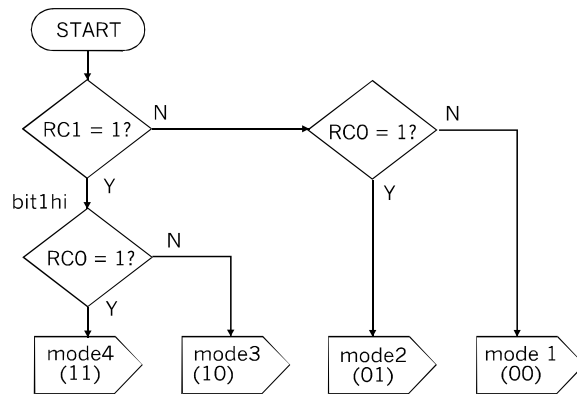 START
RC1 = 1?
N
RC0 = 1?
N
Y
bit1hi
Y
RC0 = 1?
N
Y
mode4
(11)
mode3
(10)
mode2
(01)
mode 1
(00)